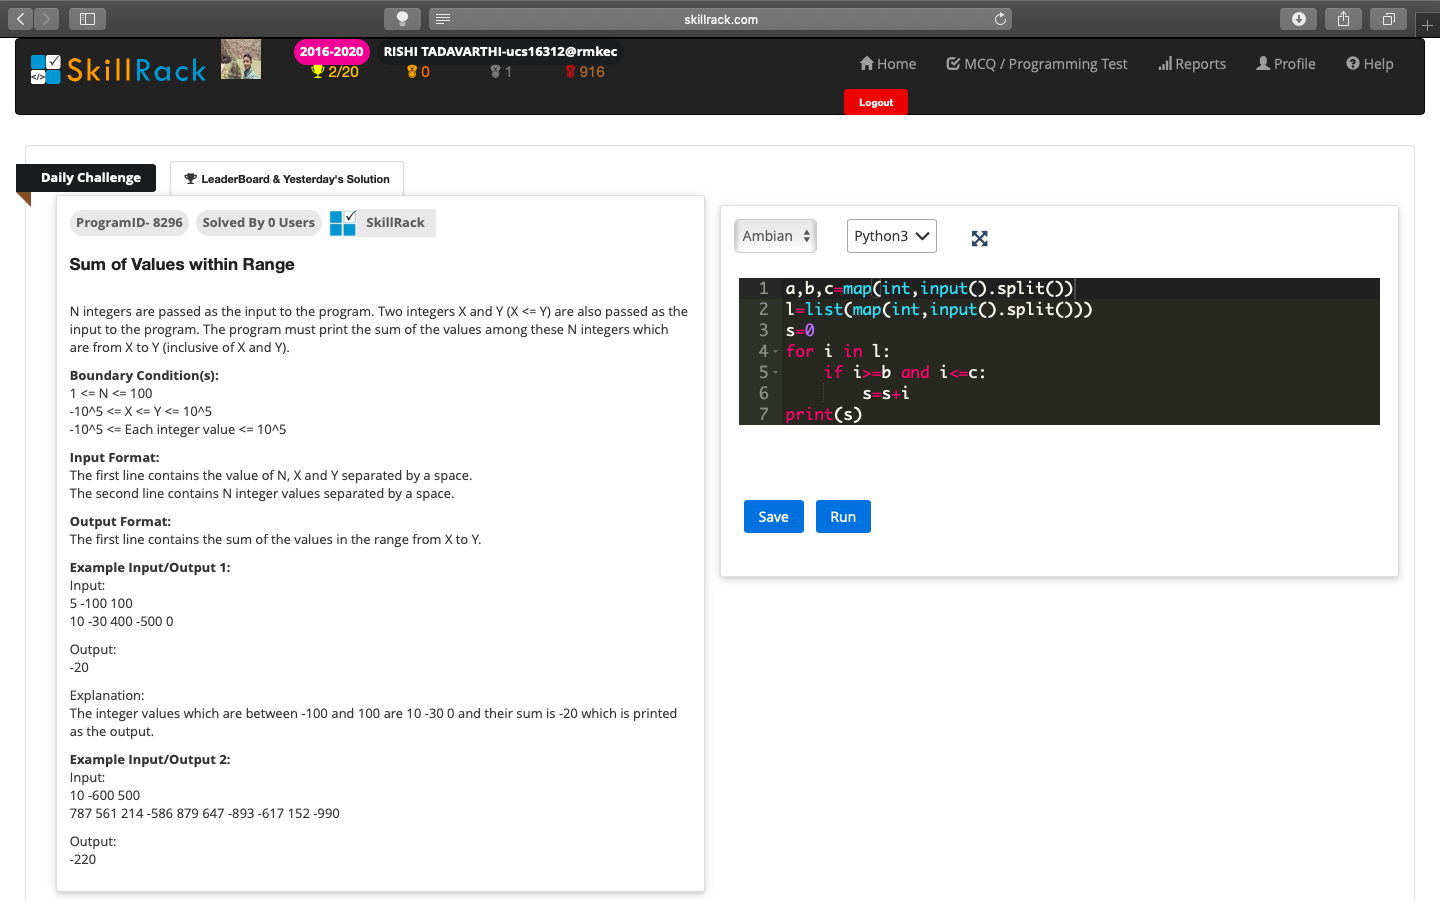 skillrack.com
SkillRack
2016-2020 RISHI TADAVARTHI-ucs16312@rmkec
2/20 0 1 916
Home MCQ / Programming Test Reports Profile Help
Logout
Daily Challenge LeaderBoard & Yesterday's Solution
ProgramID- 8296 Solved By 0 Users SkillRack
Sum of Values within Range
N integers are passed as the input to the program. Two integers X and Y (X <= Y) are also passed as the
input to the program. The program must print the sum of the values among these N integers which
are from X to Y (inclusive of X and Y).
Boundary Condition(s):
1 <= N <= 100
-10^5 <= X <= Y <= 10^5
-10^5 <= Each integer value <= 10^5
Input Format:
The first line contains the value of N, X and Y separated by a space.
The second line contains N integer values separated by a space.
Output Format:
The first line contains the sum of the values in the range from X to Y.
Example Input/Output 1:
Input:
5 -100 100
10 -30 400 -500 0
Output:
-20
Explanation:
The integer values which are between -100 and 100 are 10 -30 0 and their sum is -20 which is printed
as the output.
Example Input/Output 2:
Input:
10 -600 500
787 561 214 -586 879 647 -893 -617 152 -990
Output:
-220
Ambian Python3
1 a,b,c=map(int,input().split())
2 l=list(map(int,input().split()))
3 s=0
4 for i in l:
5 if i>=b and i<=c:
6 s=s+i
7 print(s)
Save Run